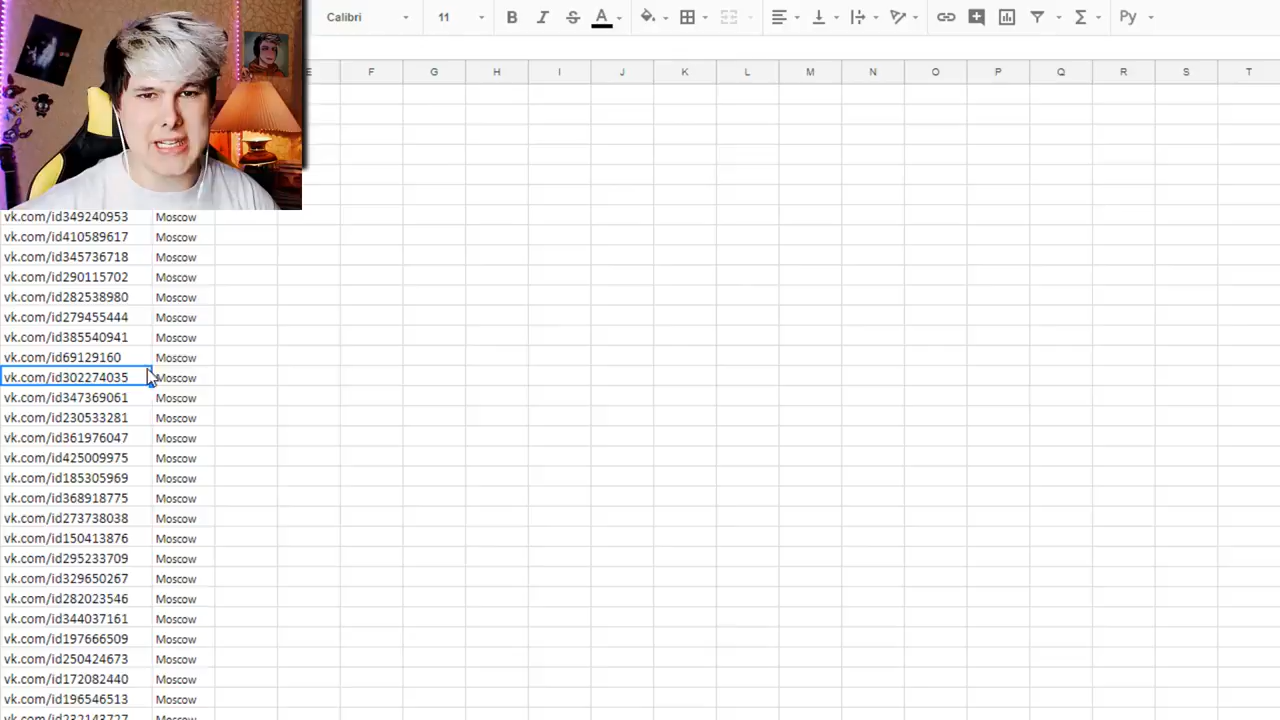 Calibri 11 B I S A Σ Ру
E F G H I J K L M N O P Q R S T
vk.com/id349240953 Moscow
vk.com/id410589617 Moscow
vk.com/id345736718 Moscow
vk.com/id290115702 Moscow
vk.com/id282538980 Moscow
vk.com/id279455444 Moscow
vk.com/id385540941 Moscow
vk.com/id69129160 Moscow
vk.com/id302274035 Moscow
vk.com/id347369061 Moscow
vk.com/id230533281 Moscow
vk.com/id361976047 Moscow
vk.com/id425009975 Moscow
vk.com/id185305969 Moscow
vk.com/id368918775 Moscow
vk.com/id273738038 Moscow
vk.com/id150413876 Moscow
vk.com/id295233709 Moscow
vk.com/id329650267 Moscow
vk.com/id282023546 Moscow
vk.com/id344037161 Moscow
vk.com/id197666509 Moscow
vk.com/id250424673 Moscow
vk.com/id172082440 Moscow
vk.com/id196546513 Moscow
vk.com/id232143727 Moscow